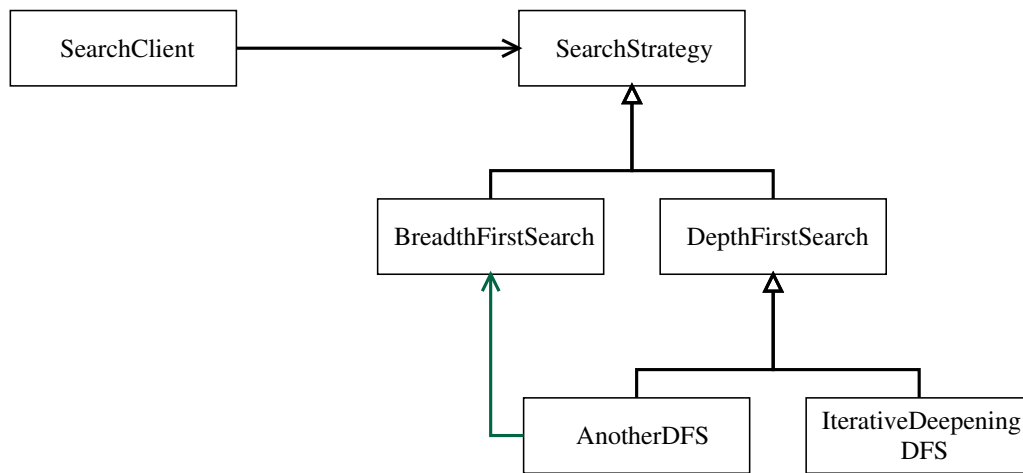 SearchClient
SearchStrategy
BreadthFirstSearch
DepthFirstSearch
AnotherDFS
IterativeDeepening
DFS